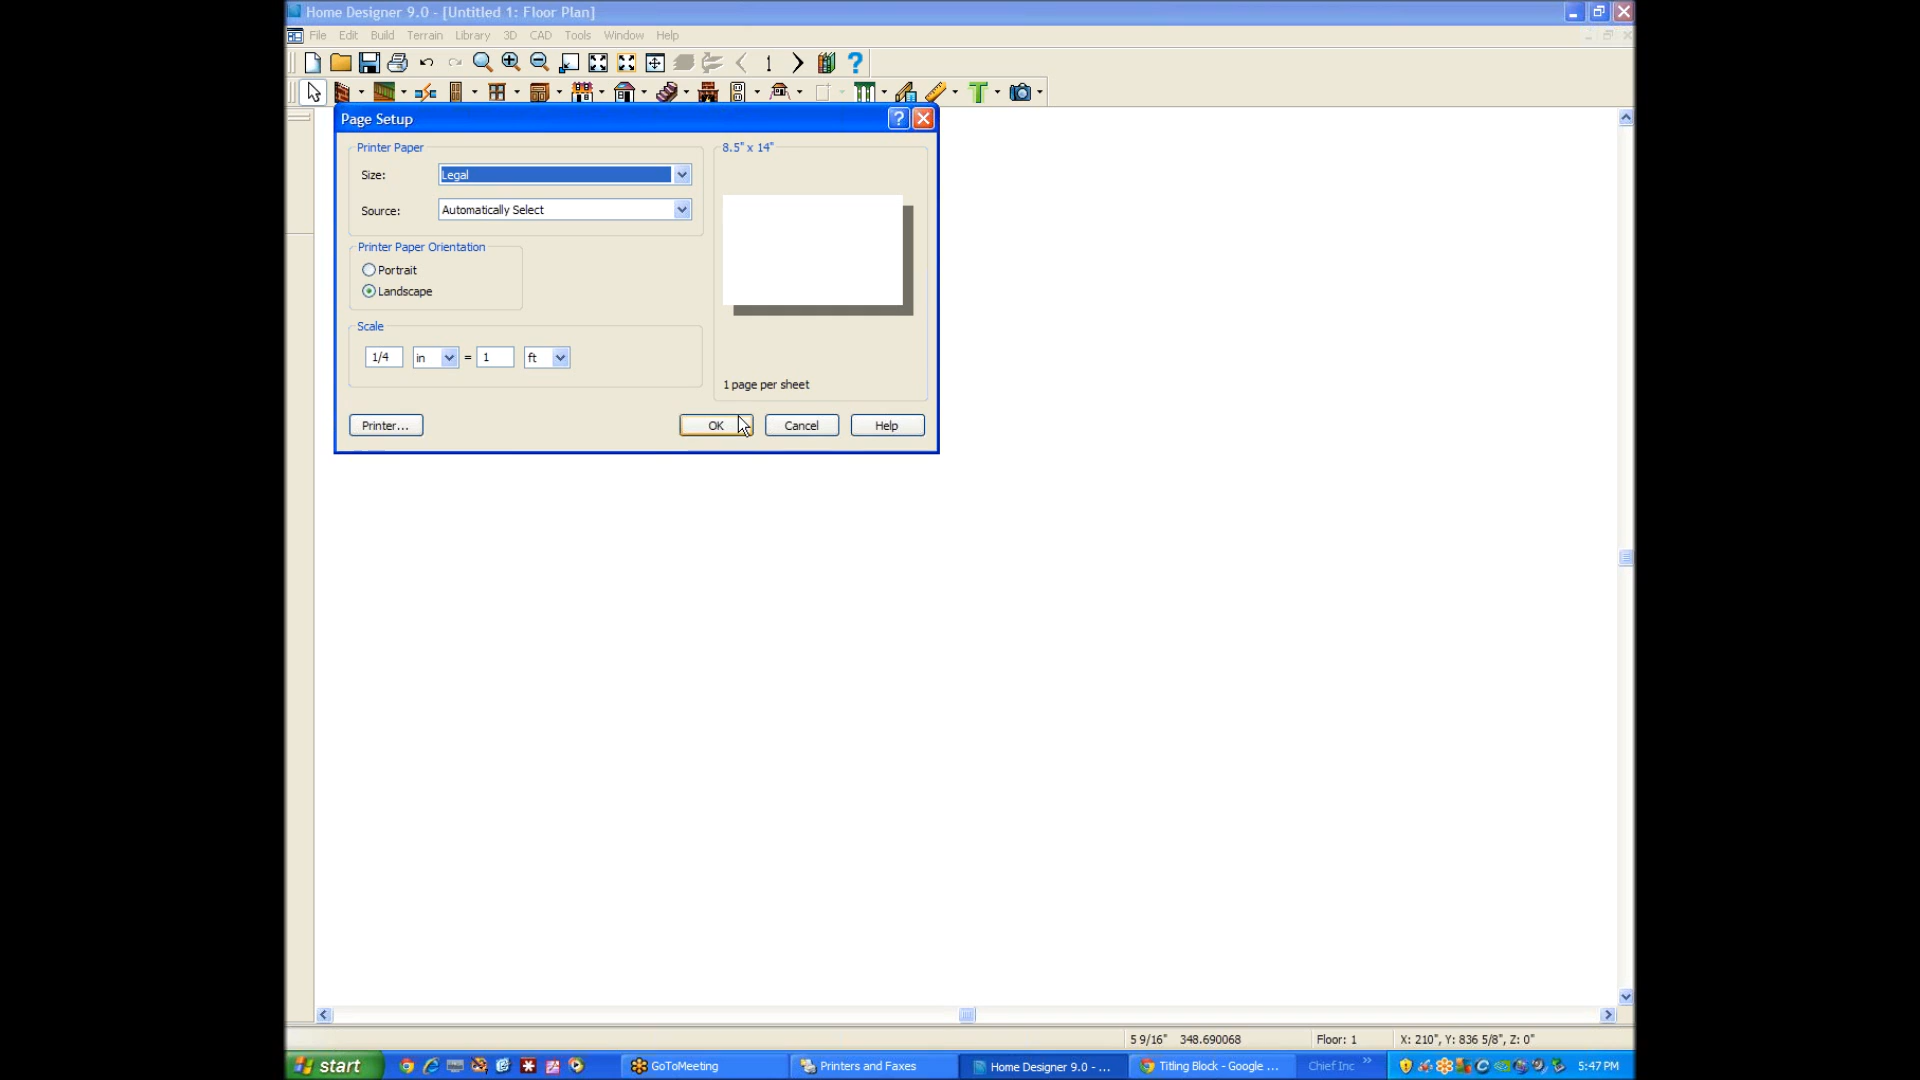 Home Designer 9.0 - [Untitled 1: Floor Plan]
File Edit Build Terrain Library 3D CAD Tools Window Help
1
Page Setup
Printer Paper
8.5" x 14"
Size: Legal
Source: Automatically Select
Printer Paper Orientation
Portrait
Landscape
Scale
1/4 in = 1 ft
1 page per sheet
Printer... OK Cancel Help
5 9/16" 348.690068 Floor: 1 X: 210", Y: 836 5/8", Z: 0"
start GoToMeeting Printers and Faxes Home Designer 9.0 - ... Titling Block - Google ... Chief Inc » 5:47 PM